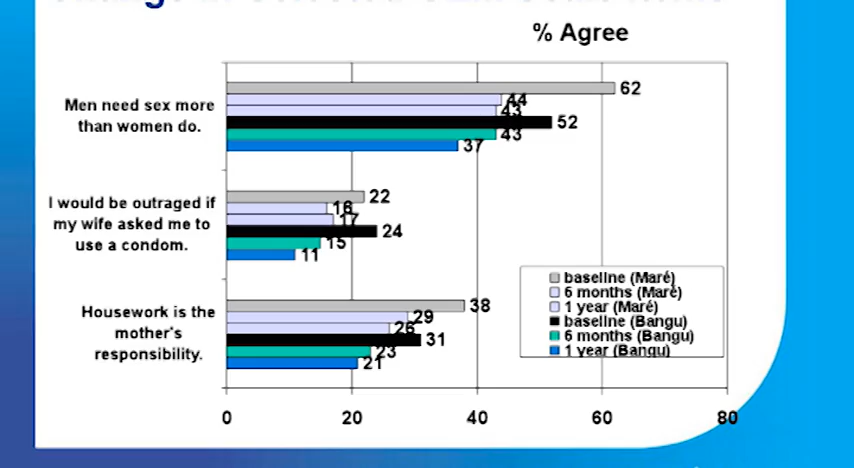 % Agree
Men need sex more
than women do.
62
44
43
52
43
37
I would be outraged if
my wife asked me to
use a condom.
22
16
17
24
15
11
Housework is the
mother's
responsibility.
38
29
26
31
23
21
baseline (Maré)
6 months (Maré)
1 year (Maré)
baseline (Bangu)
6 months (Bangu)
1 year (Bangu)
0 20 40 60 80